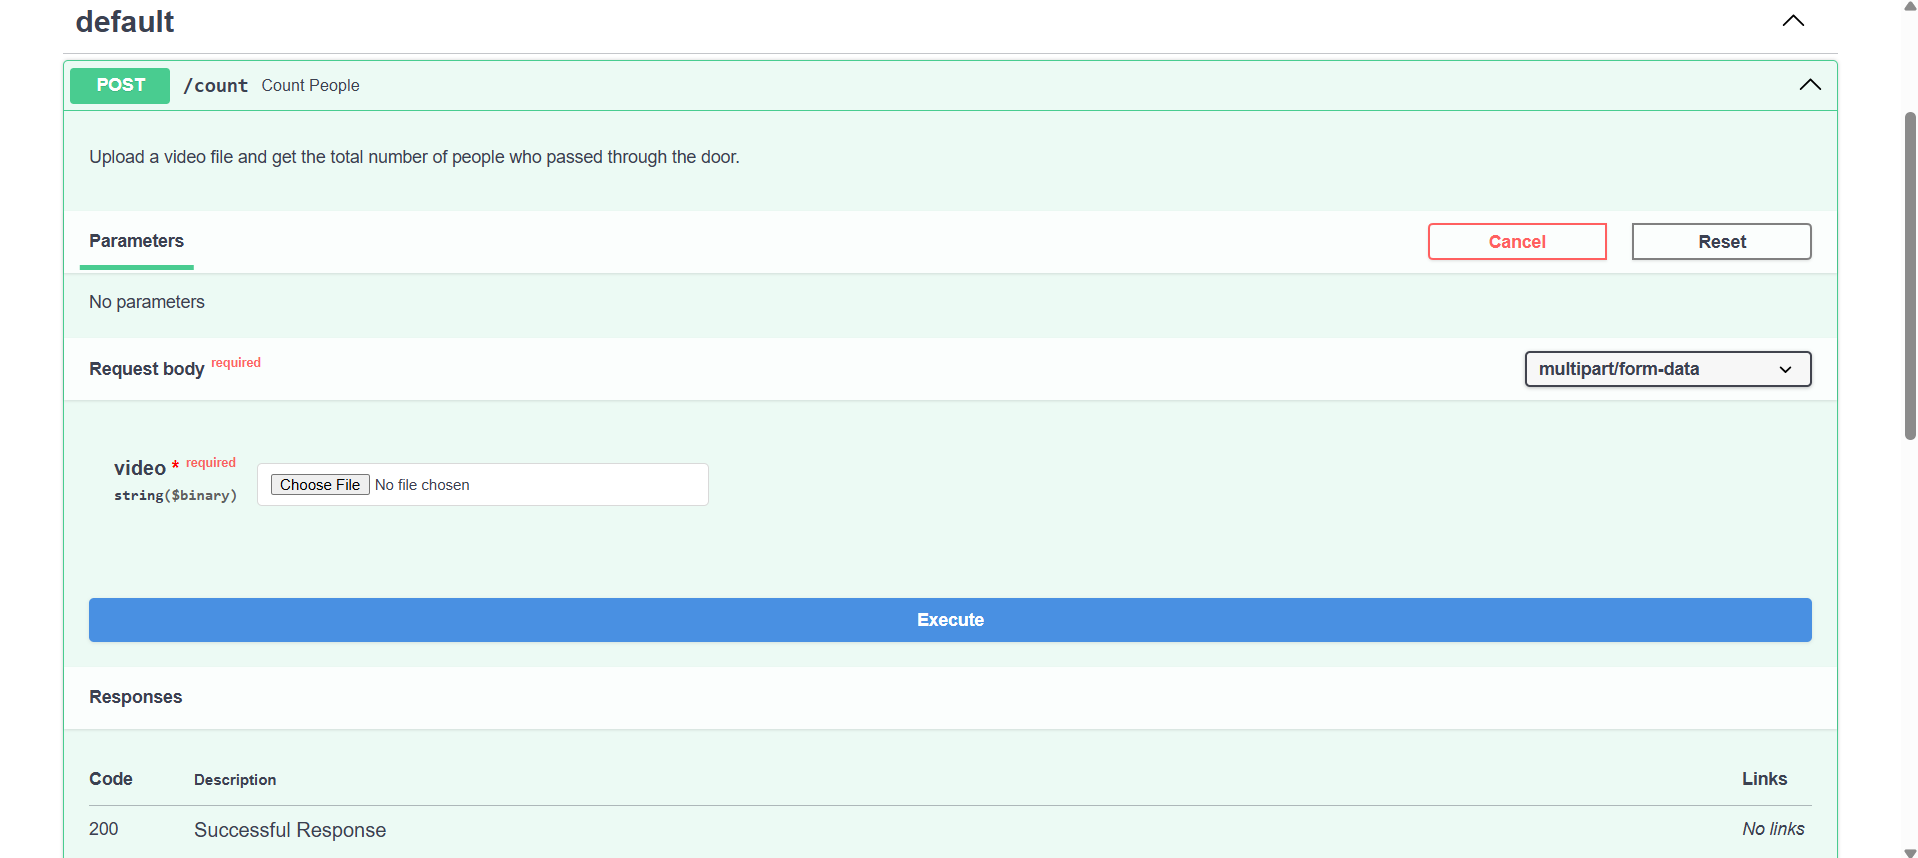 default
POST /count Count People
Upload a video file and get the total number of people who passed through the door.
Parameters
Cancel
Reset
No parameters
Request body required
multipart/form-data
video * required
string($binary)
Choose File No file chosen
Execute
Responses
Code Description Links
200 Successful Response No links